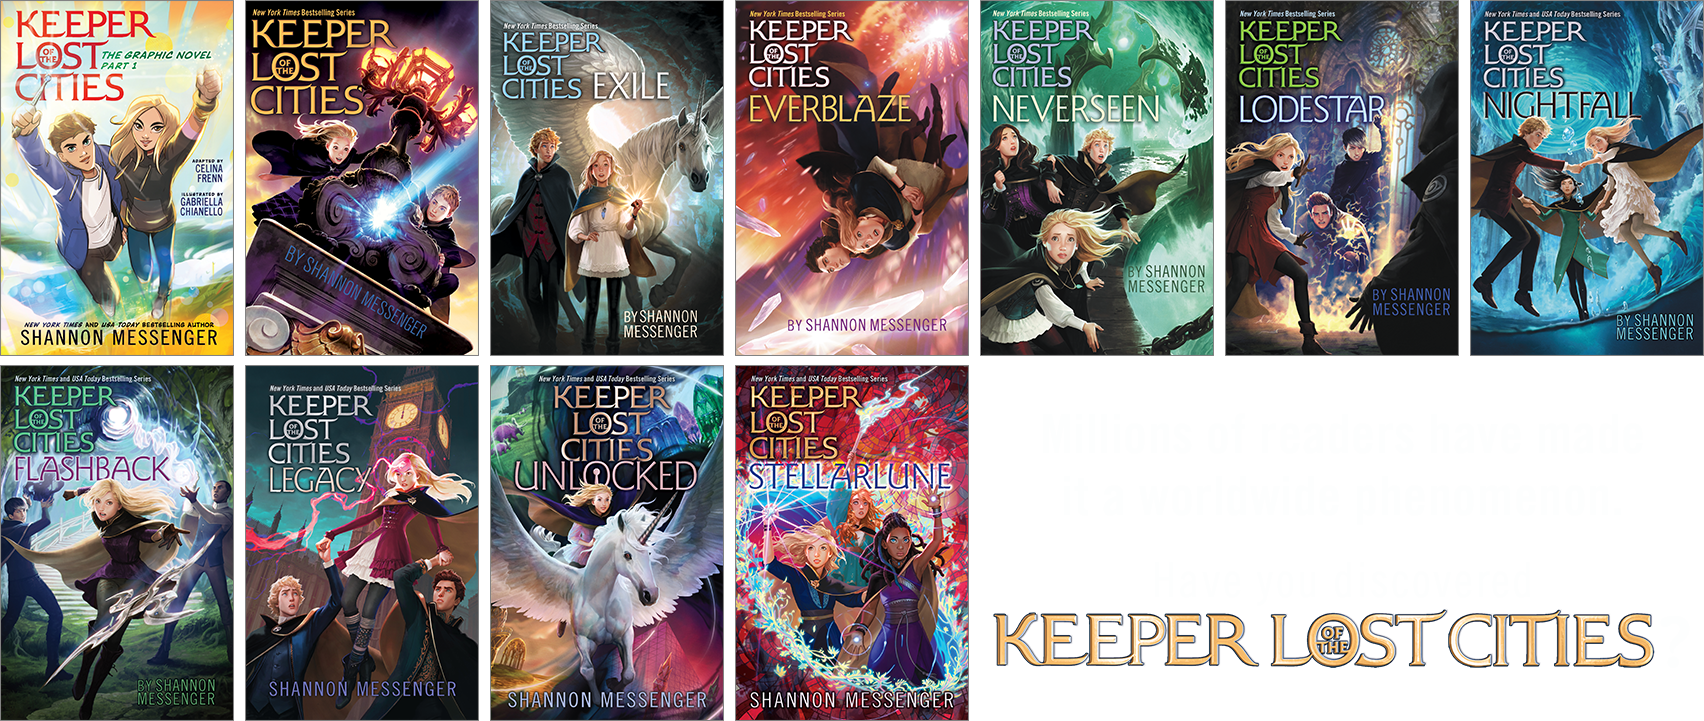 KEEPER
OF THE
LOST
CITIES
THE GRAPHIC NOVEL
PART 1
ADAPTED BY
CELINA
FRENN
ILLUSTRATED BY
GABRIELLA
CHIANELLO
NEW YORK TIMES AND USA TODAY BESTSELLING AUTHOR
SHANNON MESSENGER
New York Times Bestselling Series
KEEPER
OF THE
LOST
CITIES
BY SHANNON MESSENGER
New York Times Bestselling Series
KEEPER
OF THE
LOST
CITIES EXILE
BY SHANNON
MESSENGER
New York Times Bestselling Series
KEEPER
OF THE
LOST
CITIES
EVERBLAZE
BY SHANNON MESSENGER
New York Times Bestselling Series
KEEPER
OF THE
LOST
CITIES
NEVERSEEN
BY SHANNON
MESSENGER
New York Times Bestselling Series
KEEPER
OF THE
LOST
CITIES
LODESTAR
BY SHANNON
MESSENGER
New York Times and USA Today Bestselling Series
KEEPER
OF THE
LOST
CITIES
NIGHTFALL
BY SHANNON
MESSENGER
New York Times and USA Today Bestselling Series
KEEPER
OF THE
LOST
CITIES
FLASHBACK
BY SHANNON
MESSENGER
New York Times and USA Today Bestselling Series
KEEPER
OF THE
LOST
CITIES
LEGACY
SHANNON MESSENGER
New York Times and USA Today Bestselling Series
KEEPER
OF THE
LOST
CITIES
UNLOCKED
SHANNON MESSENGER
New York Times and USA Today Bestselling Series
KEEPER
OF THE
LOST
CITIES
STELLARLUNE
SHANNON MESSENGER
KEEPER OF THE LOST CITIES